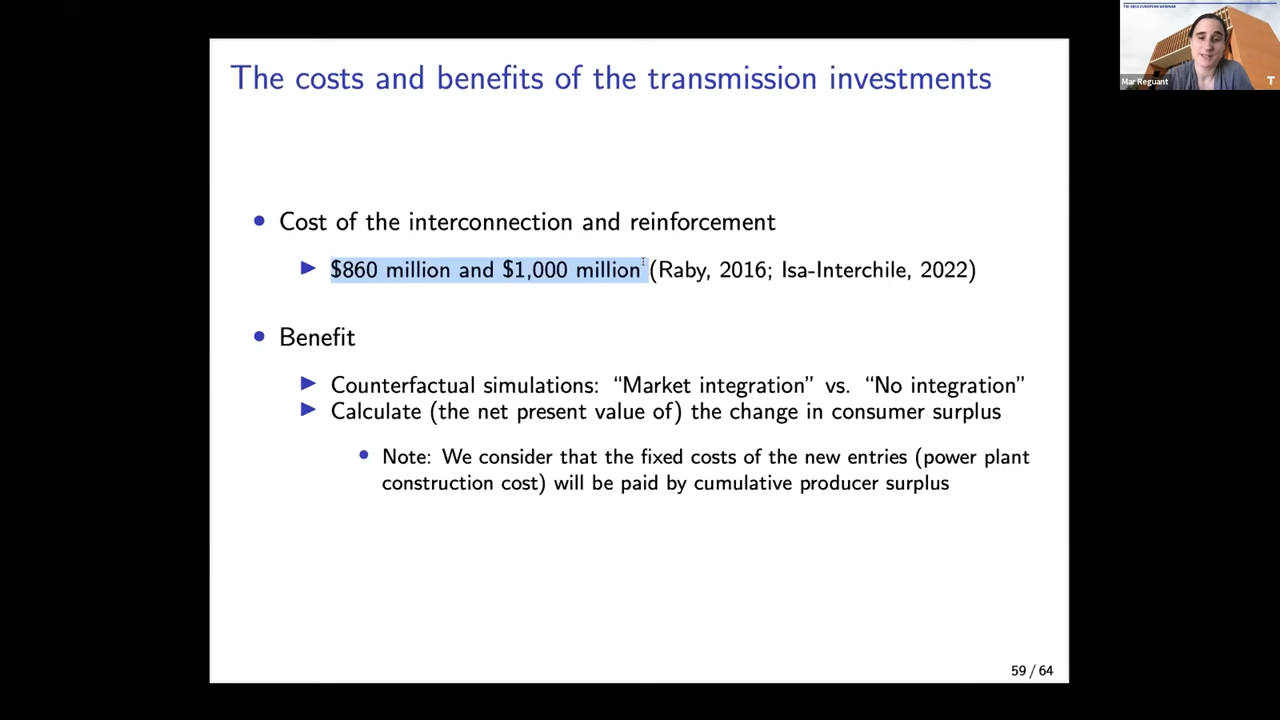 The costs and benefits of the transmission investments
• Cost of the interconnection and reinforcement
▶ $860 million and $1,000 million (Raby, 2016; Isa-Interchile, 2022)
• Benefit
▶ Counterfactual simulations: “Market integration” vs. “No integration”
▶ Calculate (the net present value of) the change in consumer surplus
• Note: We consider that the fixed costs of the new entries (power plant
construction cost) will be paid by cumulative producer surplus
59 / 64
Mar Reguant
T